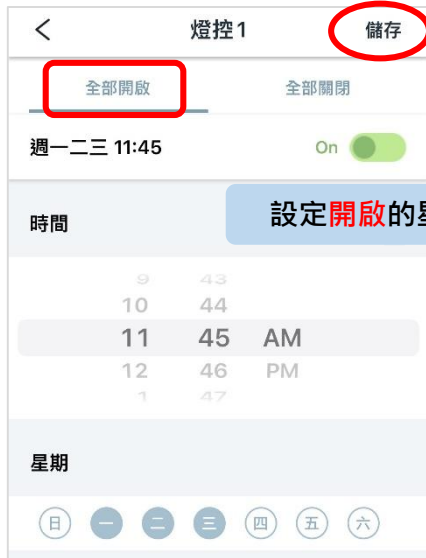 燈控1 儲存
全部開啟 全部關閉
週一二三 11:45 On
時間 設定開啟的星
9 43
10 44
11 45 AM
12 46 PM
1 47
星期
日 一 二 三 四 五 六